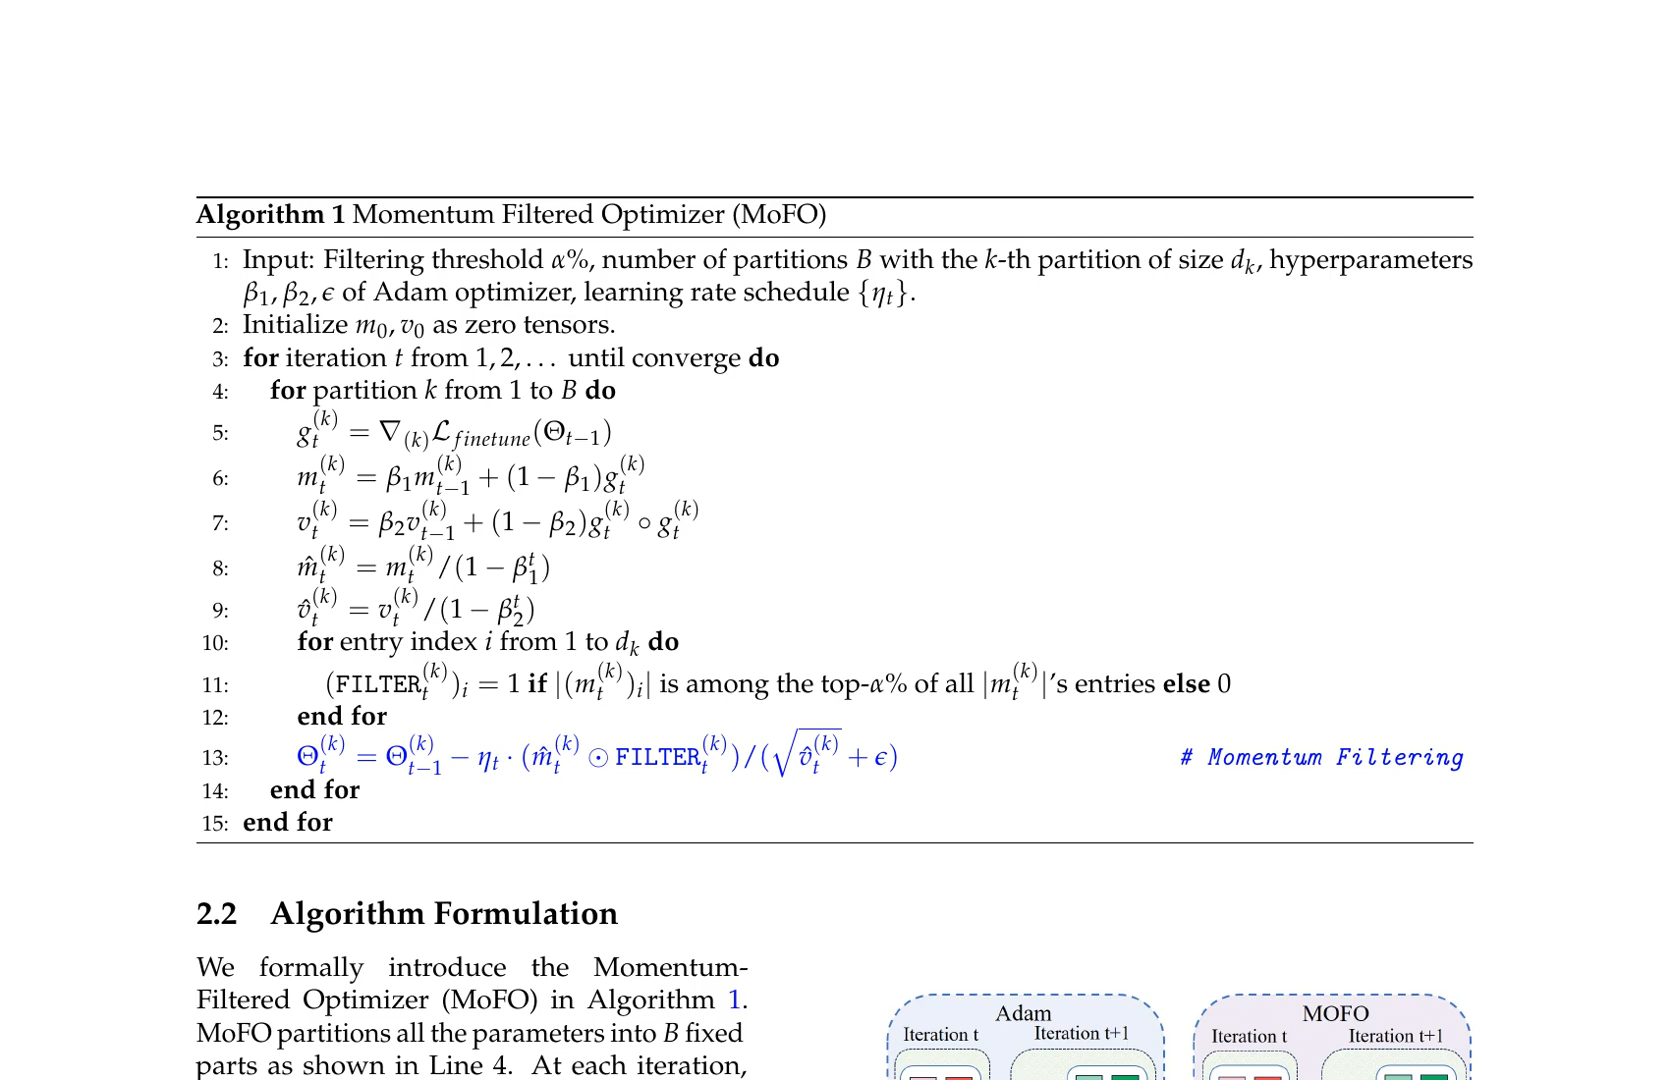 Algorithm 1 Momentum Filtered Optimizer (MoFO)
1: Input: Filtering threshold α%, number of partitions B with the k-th partition of size d_k, hyperparameters
β_1, β_2, ϵ of Adam optimizer, learning rate schedule {η_t}.
2: Initialize m_0, v_0 as zero tensors.
3: for iteration t from 1, 2, . . . until converge do
4: for partition k from 1 to B do
5: g_t^{(k)} = ∇_{(k)} ℒ_{finetune}(Θ_{t−1})
6: m_t^{(k)} = β_1 m_{t−1}^{(k)} + (1 − β_1) g_t^{(k)}
7: v_t^{(k)} = β_2 v_{t−1}^{(k)} + (1 − β_2) g_t^{(k)} ∘ g_t^{(k)}
8: m̂_t^{(k)} = m_t^{(k)} / (1 − β_1^t)
9: v̂_t^{(k)} = v_t^{(k)} / (1 − β_2^t)
10: for entry index i from 1 to d_k do
11: (FILTER_t^{(k)})_i = 1 if |(m_t^{(k)})_i| is among the top-α% of all |m_t^{(k)}|'s entries else 0
12: end for
13: Θ_t^{(k)} = Θ_{t−1}^{(k)} − η_t · (m̂_t^{(k)} ⊙ FILTER_t^{(k)}) / (√v̂_t^{(k)} + ϵ) # Momentum Filtering
14: end for
15: end for
2.2 Algorithm Formulation
We formally introduce the Momentum-
Filtered Optimizer (MoFO) in Algorithm 1.
MoFO partitions all the parameters into B fixed
parts as shown in Line 4. At each iteration,
Adam
Iteration t Iteration t+1
MOFO
Iteration t Iteration t+1